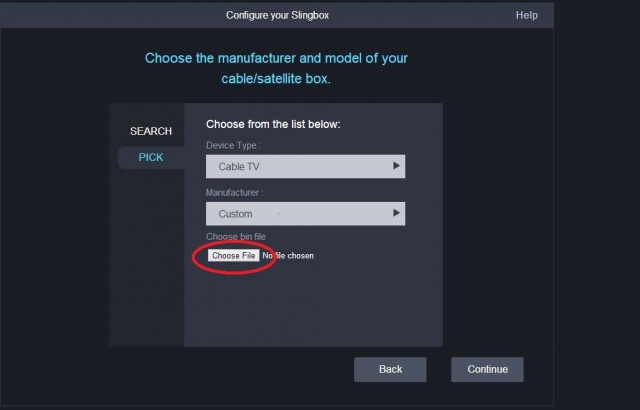 Configure your Slingbox
Help
Choose the manufacturer and model of your
cable/satellite box.
SEARCH
PICK
Choose from the list below:
Device Type :
Cable TV
Manufacturer :
Custom
Choose bin file
Choose File No file chosen
Back
Continue